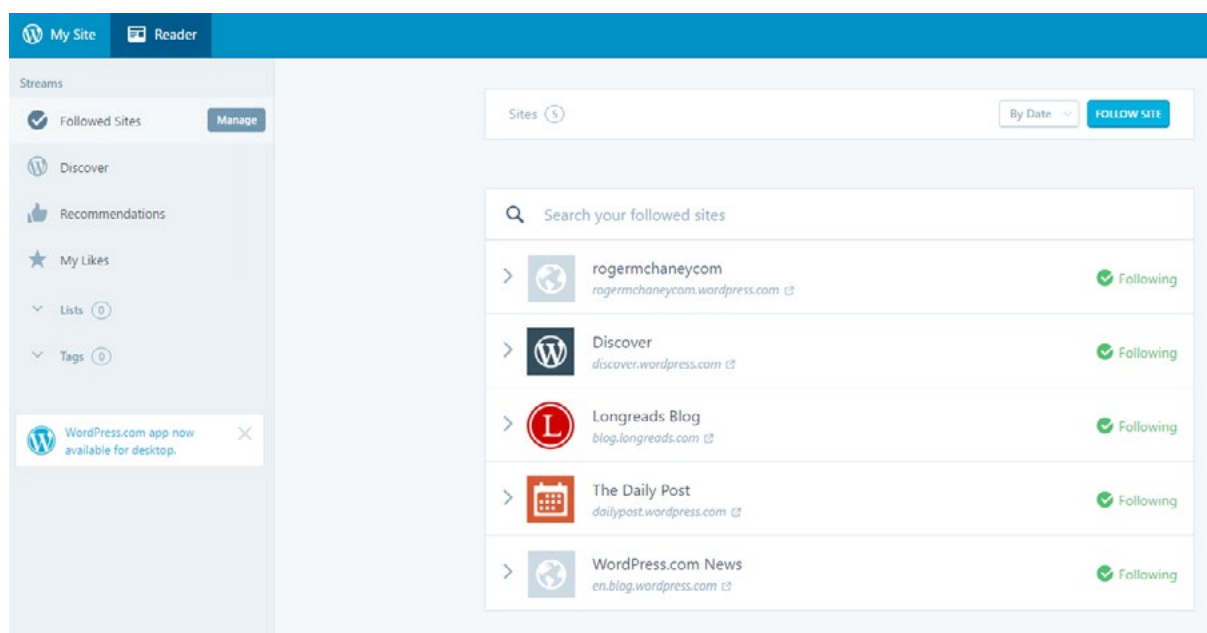 My Site
Reader
Streams
Followed Sites
Manage
Discover
Recommendations
My Likes
Lists 0
Tags 0
WordPress.com app now
available for desktop.
Sites 5
By Date
FOLLOW SITE
Search your followed sites
rogermchaneycom
rogermchaneycom.wordpress.com
Following
Discover
discover.wordpress.com
Following
L
Longreads Blog
blog.longreads.com
Following
The Daily Post
dailypost.wordpress.com
Following
WordPress.com News
en.blog.wordpress.com
Following